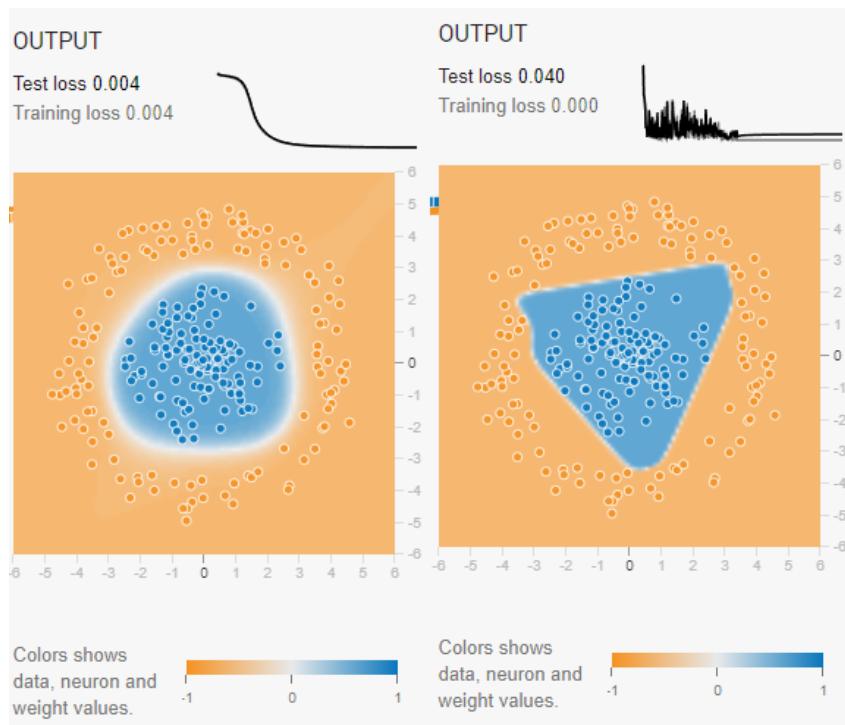 OUTPUT
Test loss 0.004
Training loss 0.004
6
5
4
3
2
1
0
-1
-2
-3
-4
-5
-6
-6 -5 -4 -3 -2 -1 0 1 2 3 4 5 6
Colors shows
data, neuron and
weight values.
-1 0 1
OUTPUT
Test loss 0.040
Training loss 0.000
6
5
4
3
2
1
0
-1
-2
-3
-4
-5
-6
-6 -5 -4 -3 -2 -1 0 1 2 3 4 5 6
Colors shows
data, neuron and
weight values.
-1 0 1